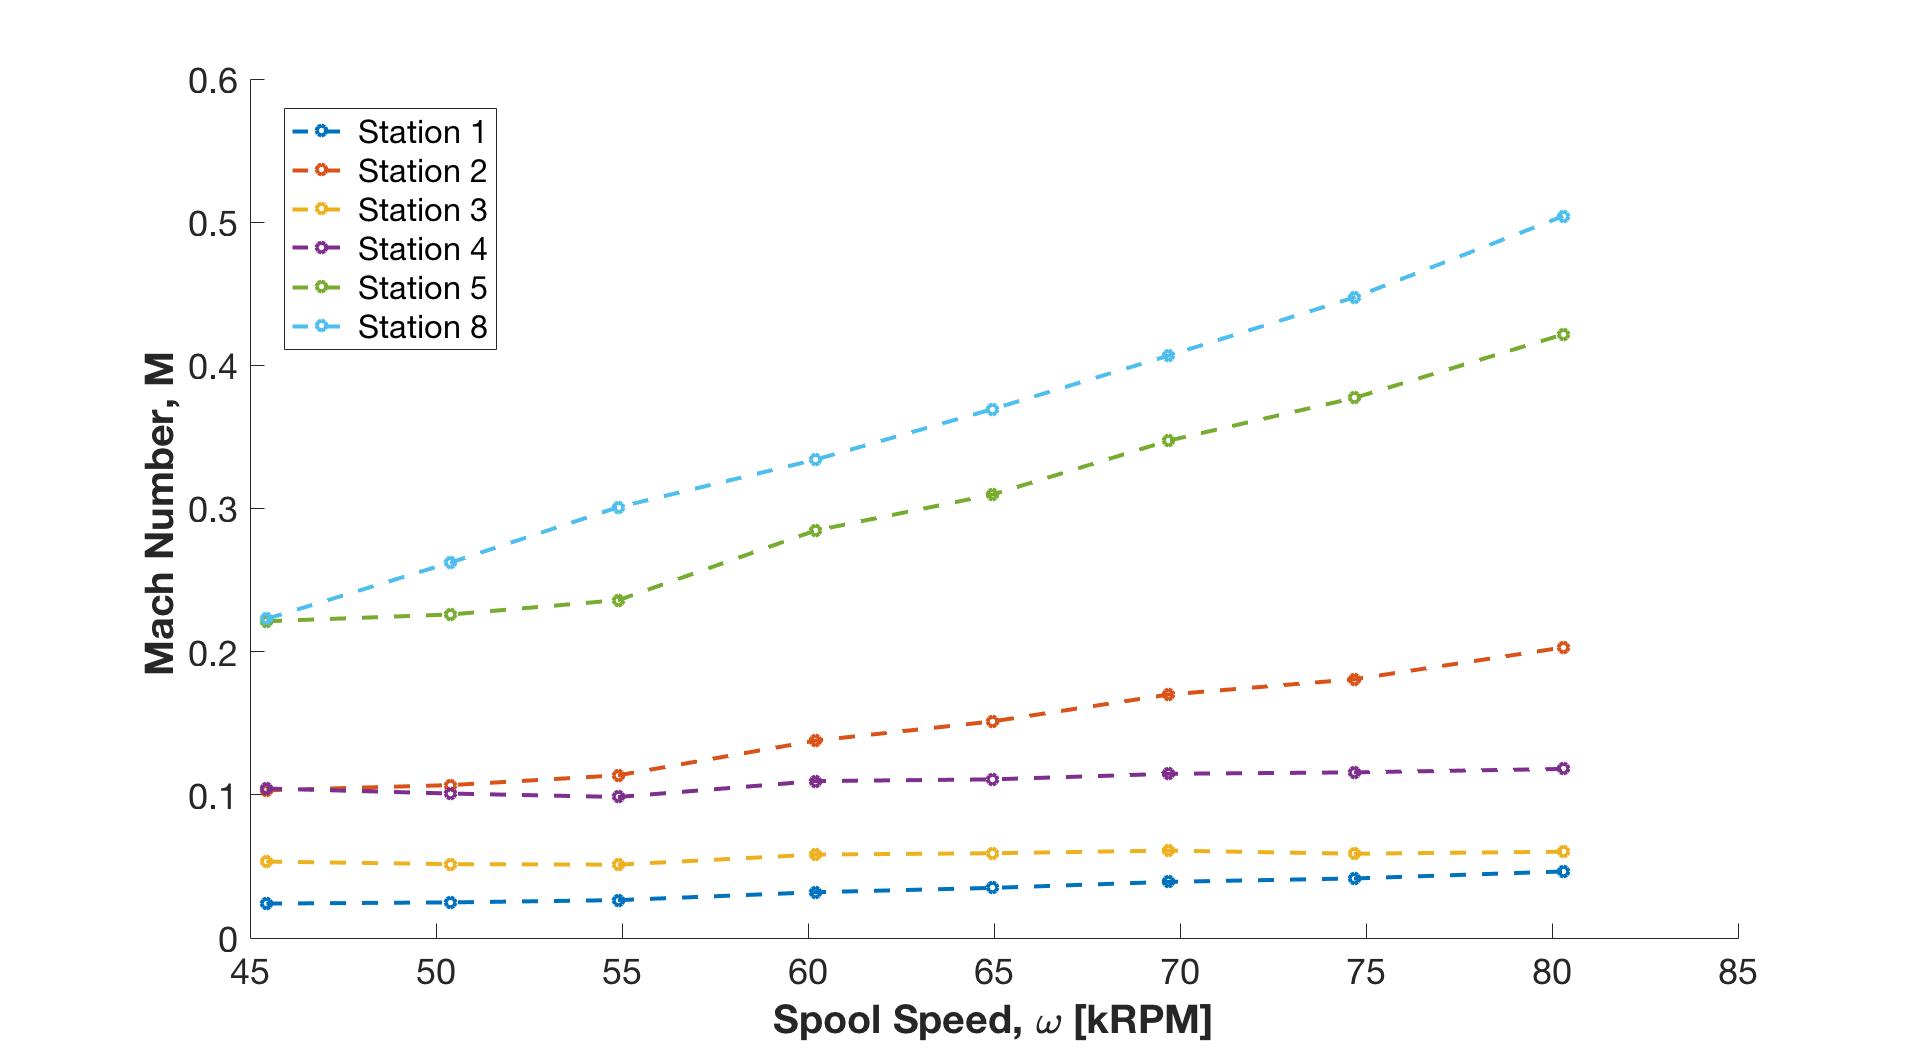 0.6
0.5
0.4
0.3
0.2
0.1
0
Mach Number, M
Station 1
Station 2
Station 3
Station 4
Station 5
Station 8
45 50 55 60 65 70 75 80 85
Spool Speed, ω [kRPM]